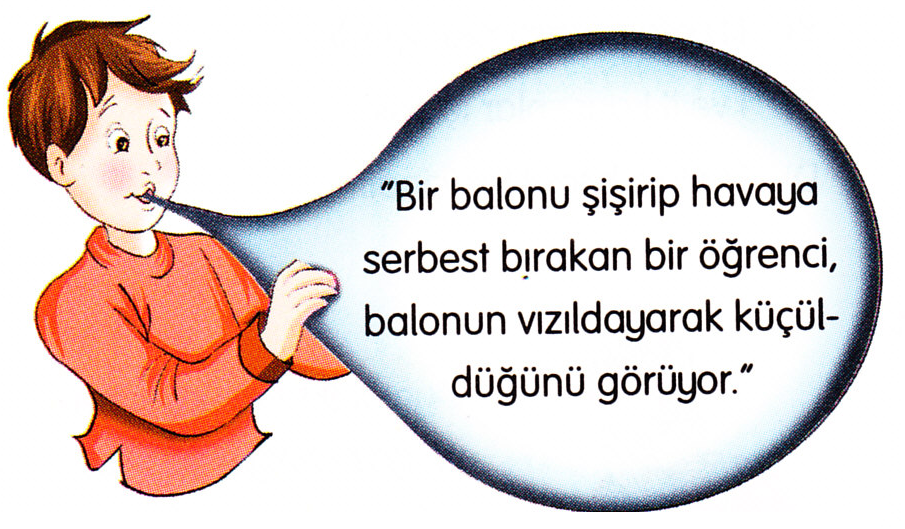 "Bir balonu şişirip havaya
serbest bırakan bir öğrenci,
balonun vızıldayarak küçül-
düğünü görüyor."